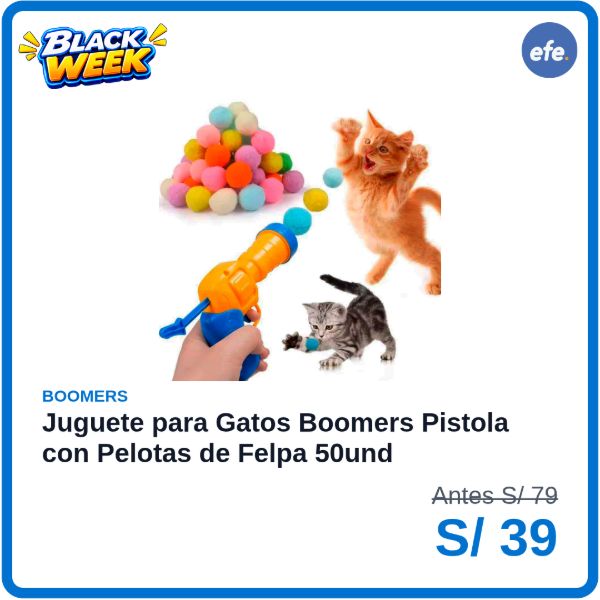 BLACK
WEEK
efe.
BOOMERS
Juguete para Gatos Boomers Pistola
con Pelotas de Felpa 50und
Antes S/ 79
S/ 39